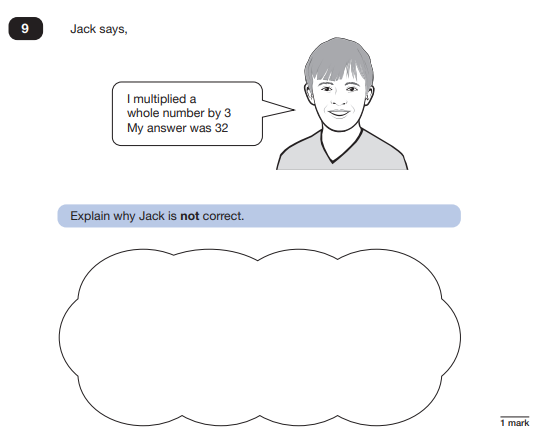 9 Jack says,
I multiplied a
whole number by 3
My answer was 32
Explain why Jack is not correct.
1 mark